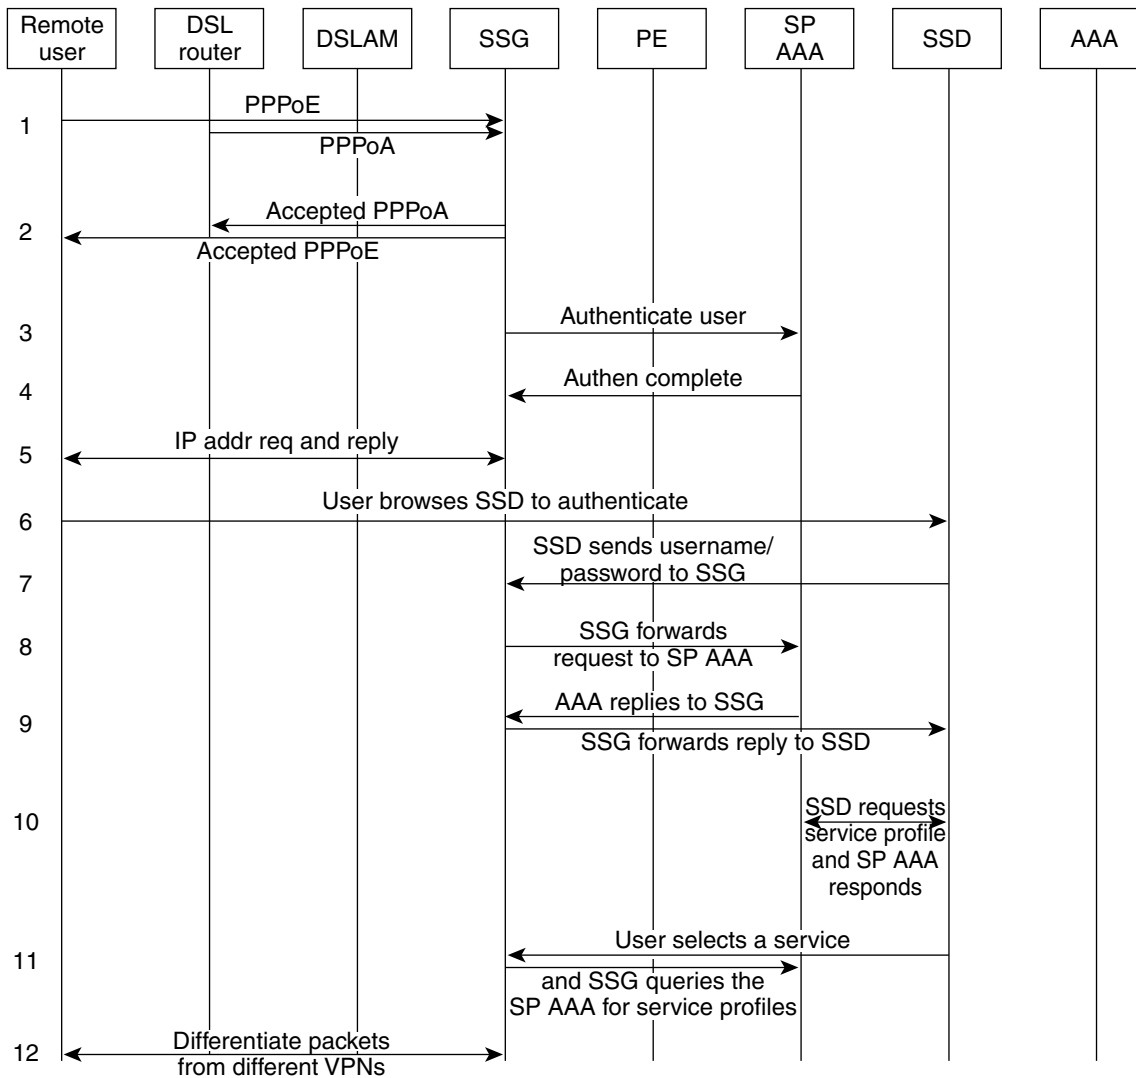 Remote
user
DSL
router
DSLAM
SSG
PE
SP
AAA
SSD
AAA
1
PPPoE
PPPoA
2
Accepted PPPoA
Accepted PPPoE
3
Authenticate user
4
Authen complete
5
IP addr req and reply
6
User browses SSD to authenticate
7
SSD sends username/
password to SSG
8
SSG forwards
request to SP AAA
9
AAA replies to SSG
SSG forwards reply to SSD
10
SSD requests
service profile
and SP AAA
responds
11
User selects a service
and SSG queries the
SP AAA for service profiles
12
Differentiate packets
from different VPNs